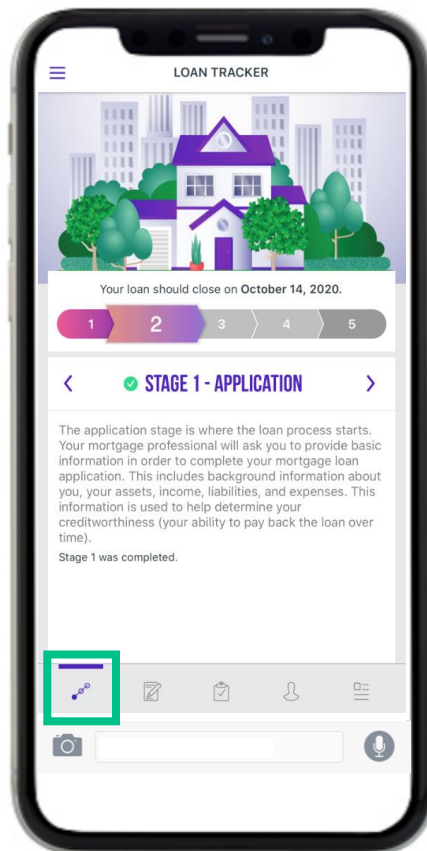 LOAN TRACKER
Your loan should close on October 14, 2020.
1 2 3 4 5
STAGE 1 - APPLICATION
The application stage is where the loan process starts.
Your mortgage professional will ask you to provide basic
information in order to complete your mortgage loan
application. This includes background information about
you, your assets, income, liabilities, and expenses. This
information is used to help determine your
creditworthiness (your ability to pay back the loan over
time).
Stage 1 was completed.